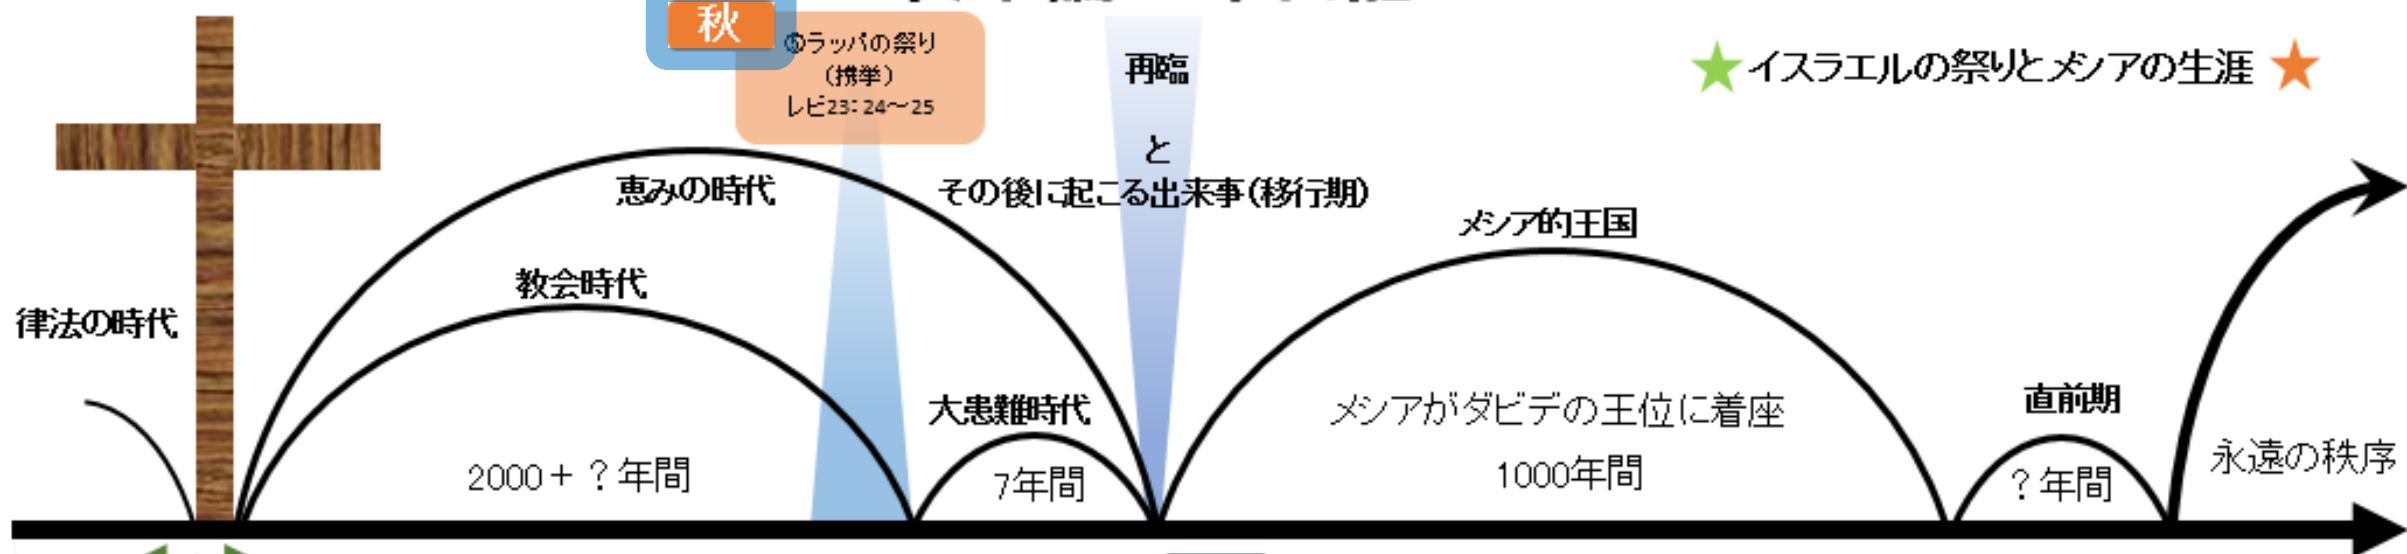 秋
⑤ラッパの祭り
(携挙)
レビ23:24〜25
再臨
と
その後に起こる出来事(移行期)
★イスラエルの祭りとメシアの生涯★
恵みの時代
メシア的王国
教会時代
律法の時代
大患難時代
メシアがダビデの王位に着座
直前期
2000+?年間
7年間
1000年間
?年間
永遠の秩序